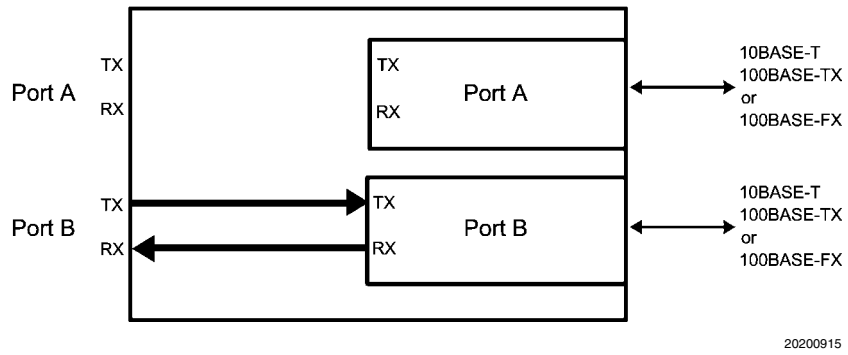 TX
Port A
RX
TX
Port A
RX
10BASE-T
100BASE-TX
or
100BASE-FX
TX
Port B
RX
TX
Port B
RX
10BASE-T
100BASE-TX
or
100BASE-FX
20200915